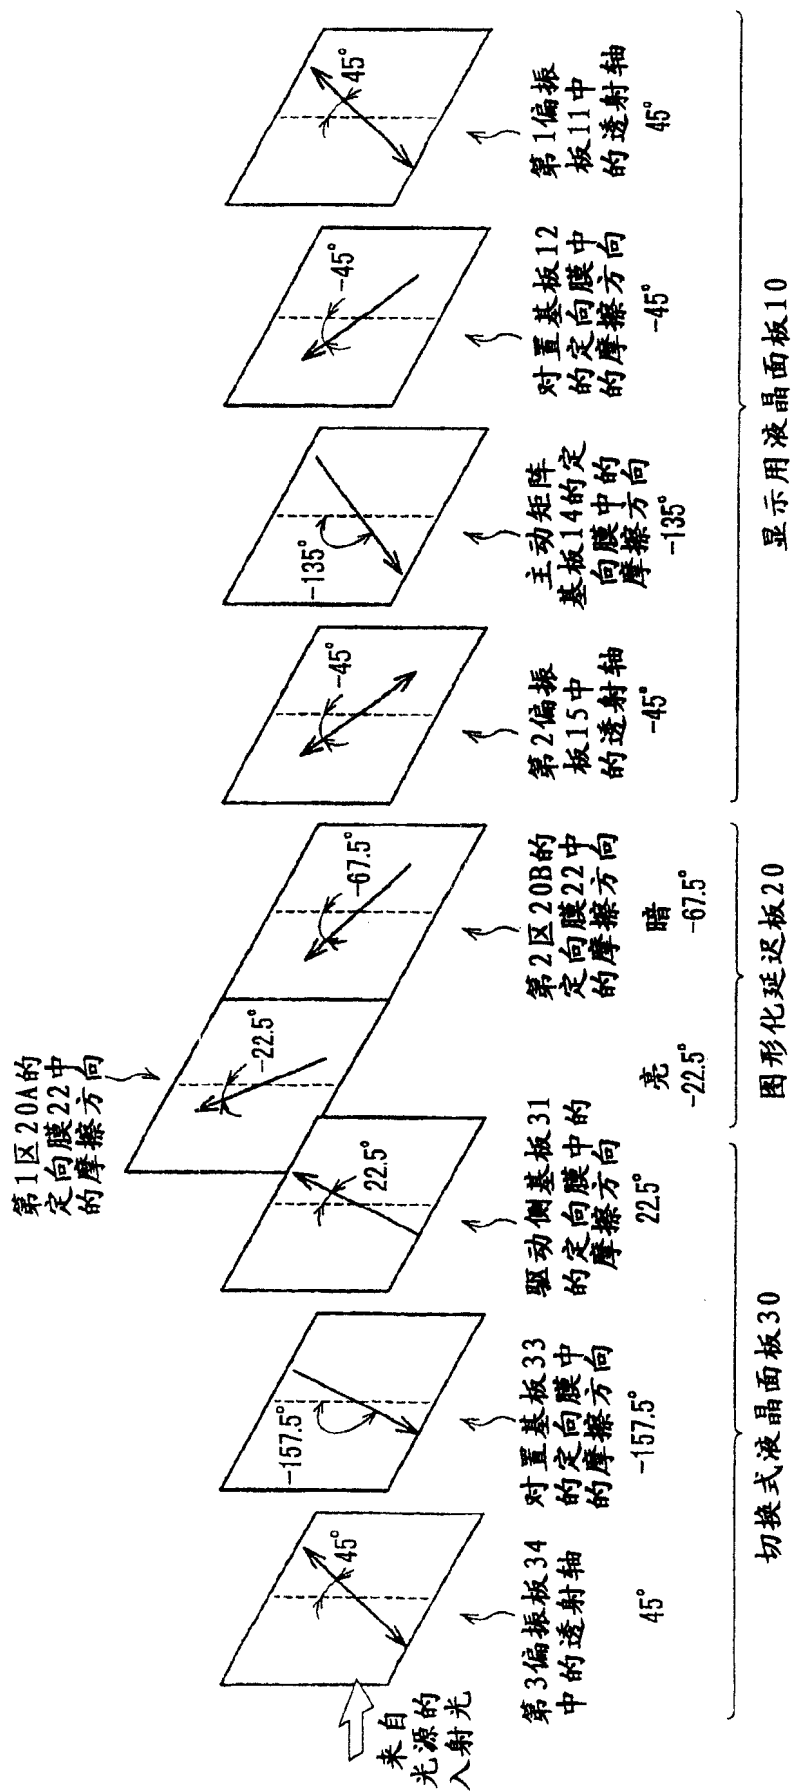 来自
光源的
入射光
45°
第3偏振板34
中的透射轴
45°
-157.5°
对置基板33
的定向膜中
的摩擦方向
-157.5°
22.5°
驱动侧基板31
的定向膜中的
摩擦方向
22.5°
切换式液晶面板30
第1区20A的
定向膜22中
的摩擦方向
-22.5°
亮
-22.5°
-67.5°
第2区20B的
定向膜22中
的摩擦方向
暗
-67.5°
图形化延迟板20
-45°
第2偏振
板15中
的透射轴
-45°
-135°
主动矩阵
基板14的定
向膜中的
摩擦方向
-135°
-45°
对置基板12
的定向膜中
的摩擦方向
-45°
45°
第1偏振
板11中
的透射轴
45°
显示用液晶面板10